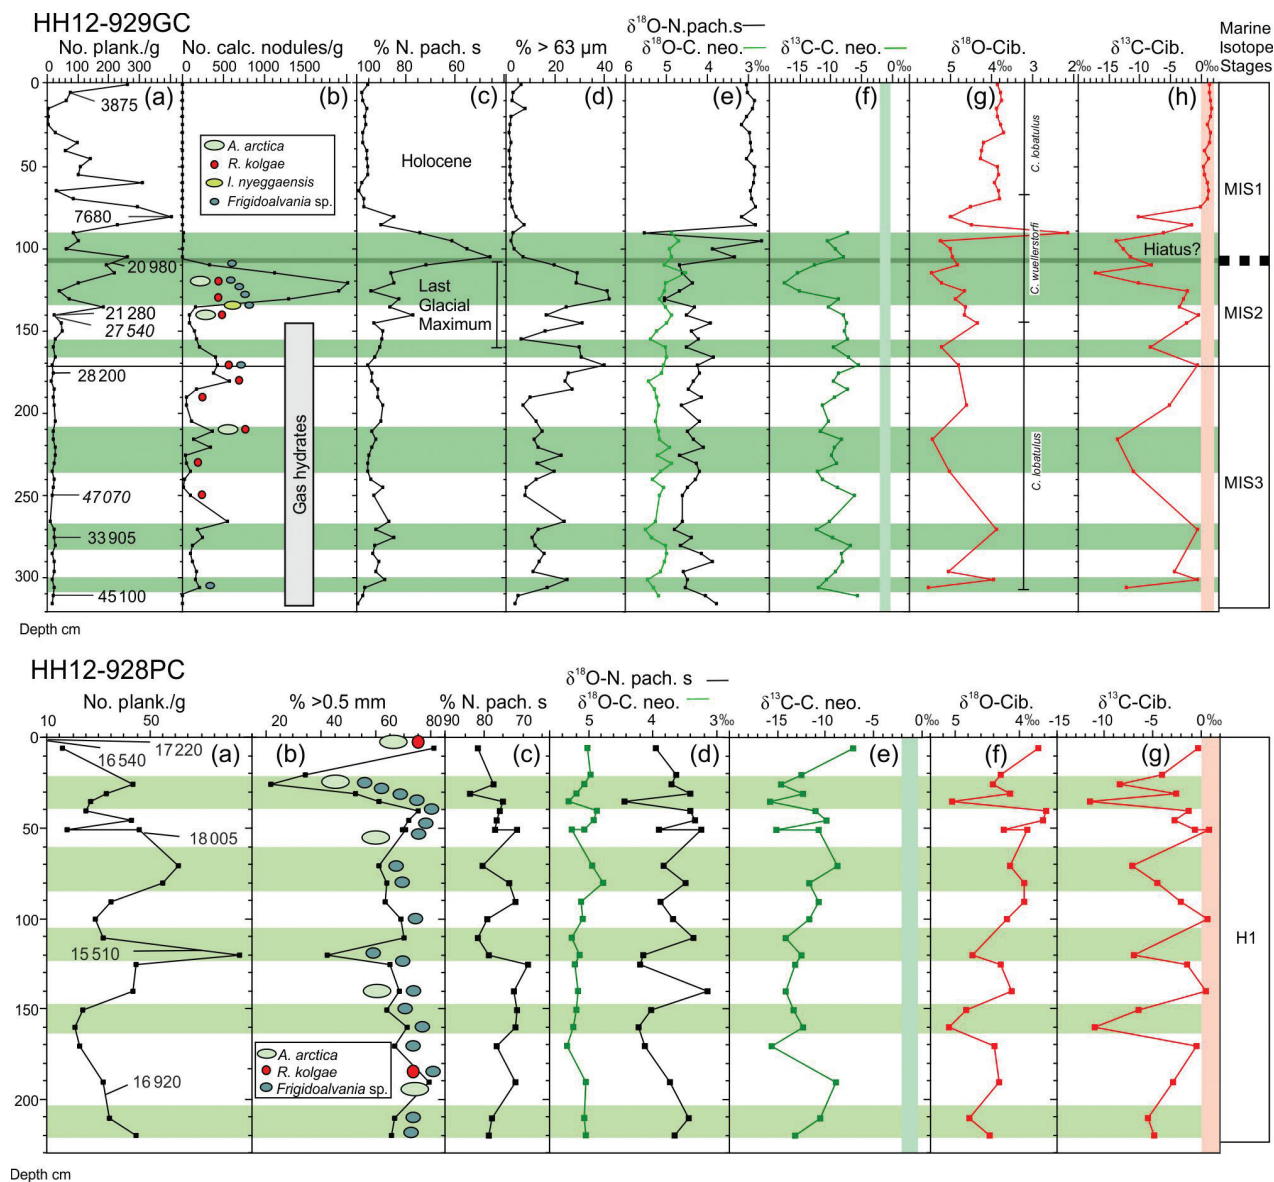 HH12-929GC
δ18O-N.pach.s
Marine Isotope Stages
No. plank./g
No. calc. nodules/g
% N. pach. s
% > 63 µm
δ18O-C. neo.
δ13C-C. neo.
δ18O-Cib.
δ13C-Cib.
0 100 200 300 400
0 500 1000 1500
100 80 60
0 20 40
6 5 4 3‰
-15 -10 -5 0‰
5 4 3 2‰
-15 -10 -5 0‰
(a) (b) (c) (d) (e) (f) (g) (h)
0
50
100
150
200
250
300
3875
7680
20 980
21 280
27 540
28 200
47 070
33 905
45 100
A. arctica
R. kolgae
I. nyeggaensis
Frigidoalvania sp.
Gas hydrates
Holocene
Last
Glacial
Maximum
C. lobatulus
C. wuellerstorfi
C. lobatulus
Hiatus?
MIS1
MIS2
MIS3
Depth cm
HH12-928PC
δ18O-N. pach. s
No. plank./g
% >0.5 mm
% N. pach. s
δ18O-C. neo.
δ13C-C. neo.
δ18O-Cib.
δ13C-Cib.
10 50
20 40 60 80
90 80 70
5 4 3‰
-15 -10 -5 0‰
5 4‰
-15 -10 -5 0‰
(a) (b) (c) (d) (e) (f) (g)
0
50
100
150
200
17 220
16 540
18 005
15 510
16 920
A. arctica
R. kolgae
Frigidoalvania sp.
H1
Depth cm